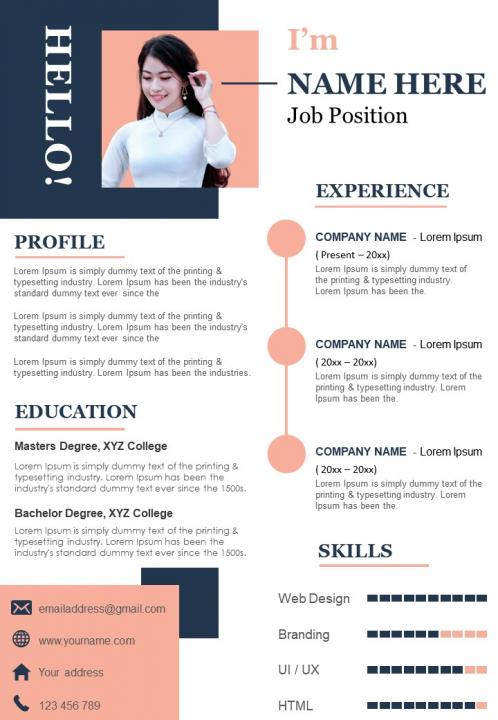 HELLO!
I'm
NAME HERE
Job Position
PROFILE
Lorem Ipsum is simply dummy text of the printing &
typesetting industry. Lorem Ipsum has been the industry's
standard dummy text ever since the
Lorem Ipsum is simply dummy text of the printing &
typesetting industry. Lorem Ipsum has been the industry's
standard dummy text ever since the
Lorem Ipsum is simply dummy text of the printing &
typesetting industry. Lorem Ipsum has been the industries.
EDUCATION
Masters Degree, XYZ College
Lorem Ipsum is simply dummy text of the printing &
typesetting industry. Lorem Ipsum has been the
industry's standard dummy text ever since the 1500s.
Bachelor Degree, XYZ College
Lorem Ipsum is simply dummy text of the printing &
typesetting industry. Lorem Ipsum has been the
industry's standard dummy text ever since the 1500s.
emailaddress@gmail.com
www.yourname.com
Your address
123 456 789
EXPERIENCE
COMPANY NAME - Lorem Ipsum
( Present – 20xx)
Lorem Ipsum is simply dummy text of
the printing & typesetting industry.
Lorem Ipsum has been the.
COMPANY NAME - Lorem Ipsum
( 20xx – 20xx)
Lorem Ipsum is simply dummy text of the
printing & typesetting industry. Lorem
Ipsum has been the.
COMPANY NAME - Lorem Ipsum
( 20xx – 20xx)
Lorem Ipsum is simply dummy text of the
printing & typesetting industry. Lorem
Ipsum has been the.
SKILLS
Web Design
Branding
UI / UX
HTML